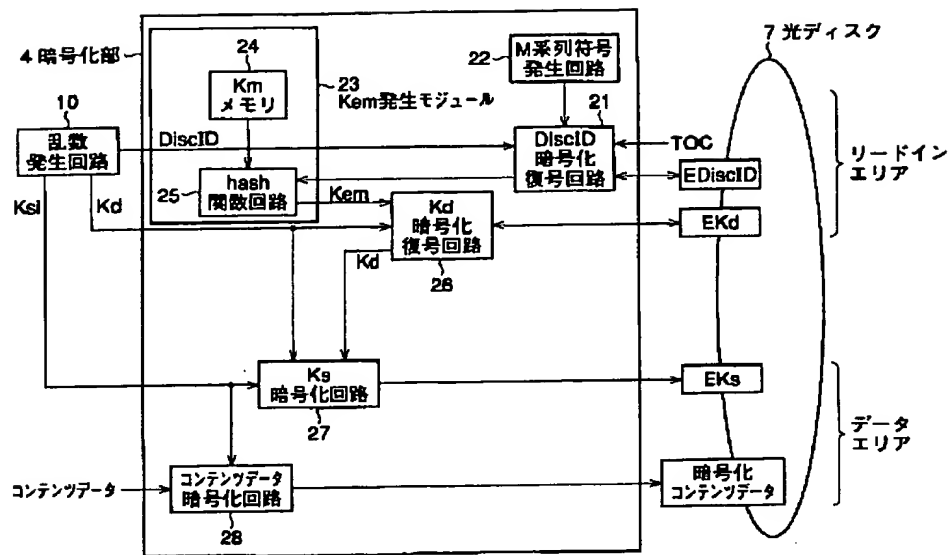 4 暗号化部
24
Km
メモリ
23
Kem発生モジュール
22
M系列符号
発生回路
7 光ディスク
10
乱数
発生回路
DiscID
21
DiscID
暗号化
復号回路
TOC
EDiscID
リードイン
エリア
25
hash
関数回路
Kem
Ksi
Kd
Kd
暗号化
復号回路
26
EKd
Kd
Ks
暗号化回路
27
EKs
データ
エリア
コンテンツデータ
コンテンツデータ
暗号化回路
28
暗号化
コンテンツデータ